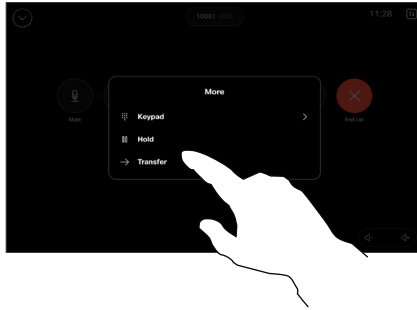 10001
11:28
More
Keypad
Hold
Transfer
Mute
End call